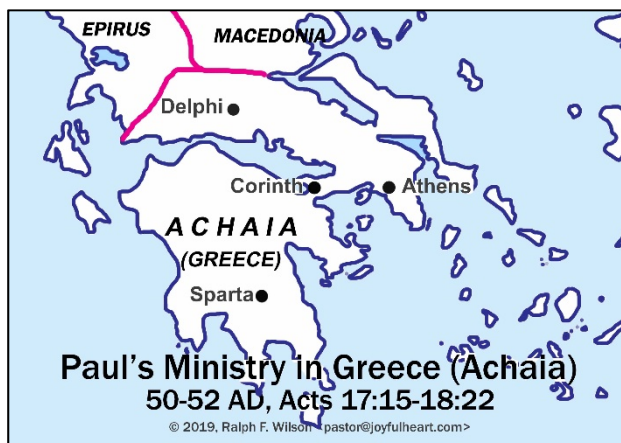 EPIRUS
MACEDONIA
Delphi
Corinth
Athens
ACHAIA
(GREECE)
Sparta
Paul's Ministry in Greece (Achaia)
50-52 AD, Acts 17:15-18:22
© 2019, Ralph F. Wilson <pastor@joyfulheart.com>